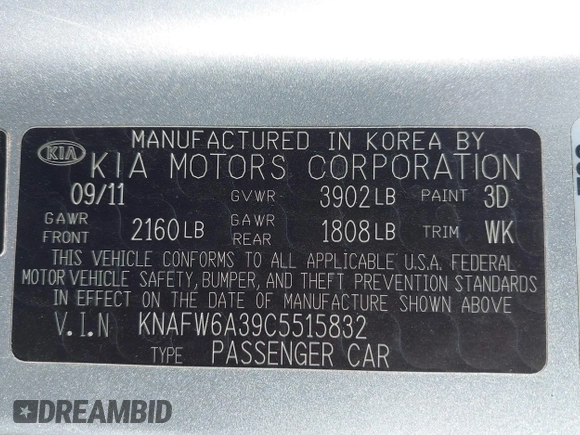 MANUFACTURED IN KOREA BY
KIA KIA MOTORS CORPORATION
09/11 GVWR 3902LB PAINT 3D
GAWR FRONT 2160LB GAWR REAR 1808LB TRIM WK
THIS VEHICLE CONFORMS TO ALL APPLICABLE U.S.A. FEDERAL
MOTOR VEHICLE SAFETY, BUMPER, AND THEFT PREVENTION STANDARDS
IN EFFECT ON THE DATE OF MANUFACTURE SHOWN ABOVE
V.I.N KNAFW6A39C5515832
TYPE PASSENGER CAR
DREAMBID